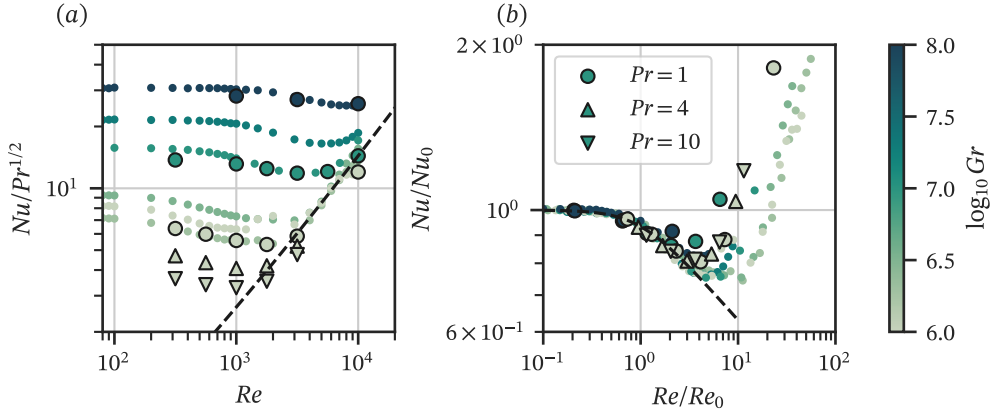 (a)
Nu/Pr^{1/2}
10^1
10^2
10^3
10^4
Re
(b)
Nu/Nu_0
2 × 10^0
10^0
6 × 10^{−1}
Pr = 1
Pr = 4
Pr = 10
10^{−1}
10^0
10^1
10^2
Re/Re_0
8.0
7.5
7.0
6.5
6.0
log_{10} Gr